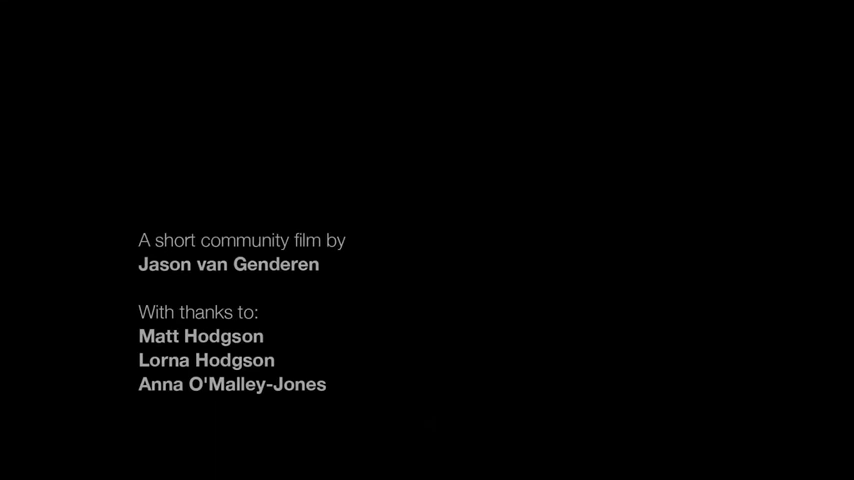 A short community film by
Jason van Genderen
With thanks to:
Matt Hodgson
Lorna Hodgson
Anna O'Malley-Jones